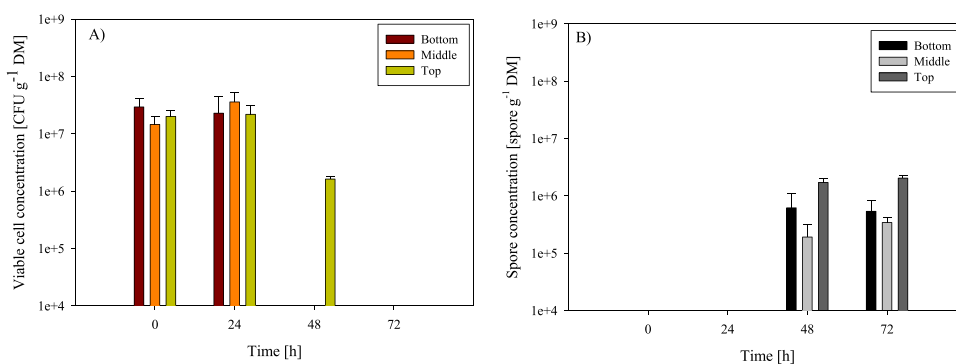 A)
Bottom
Middle
Top
1e+9
1e+8
1e+7
1e+6
1e+5
1e+4
Viable cell concentration [CFU g-1 DM]
0 24 48 72
Time [h]
B)
Bottom
Middle
Top
1e+9
1e+8
1e+7
1e+6
1e+5
1e+4
Spore concentration [spore g-1 DM]
0 24 48 72
Time [h]